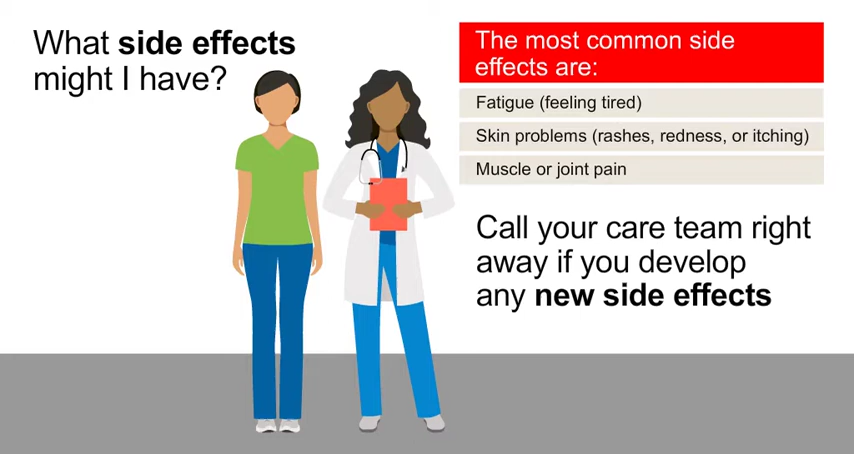 What side effects
might I have?
The most common side
effects are:
Fatigue (feeling tired)
Skin problems (rashes, redness, or itching)
Muscle or joint pain
Call your care team right
away if you develop
any new side effects